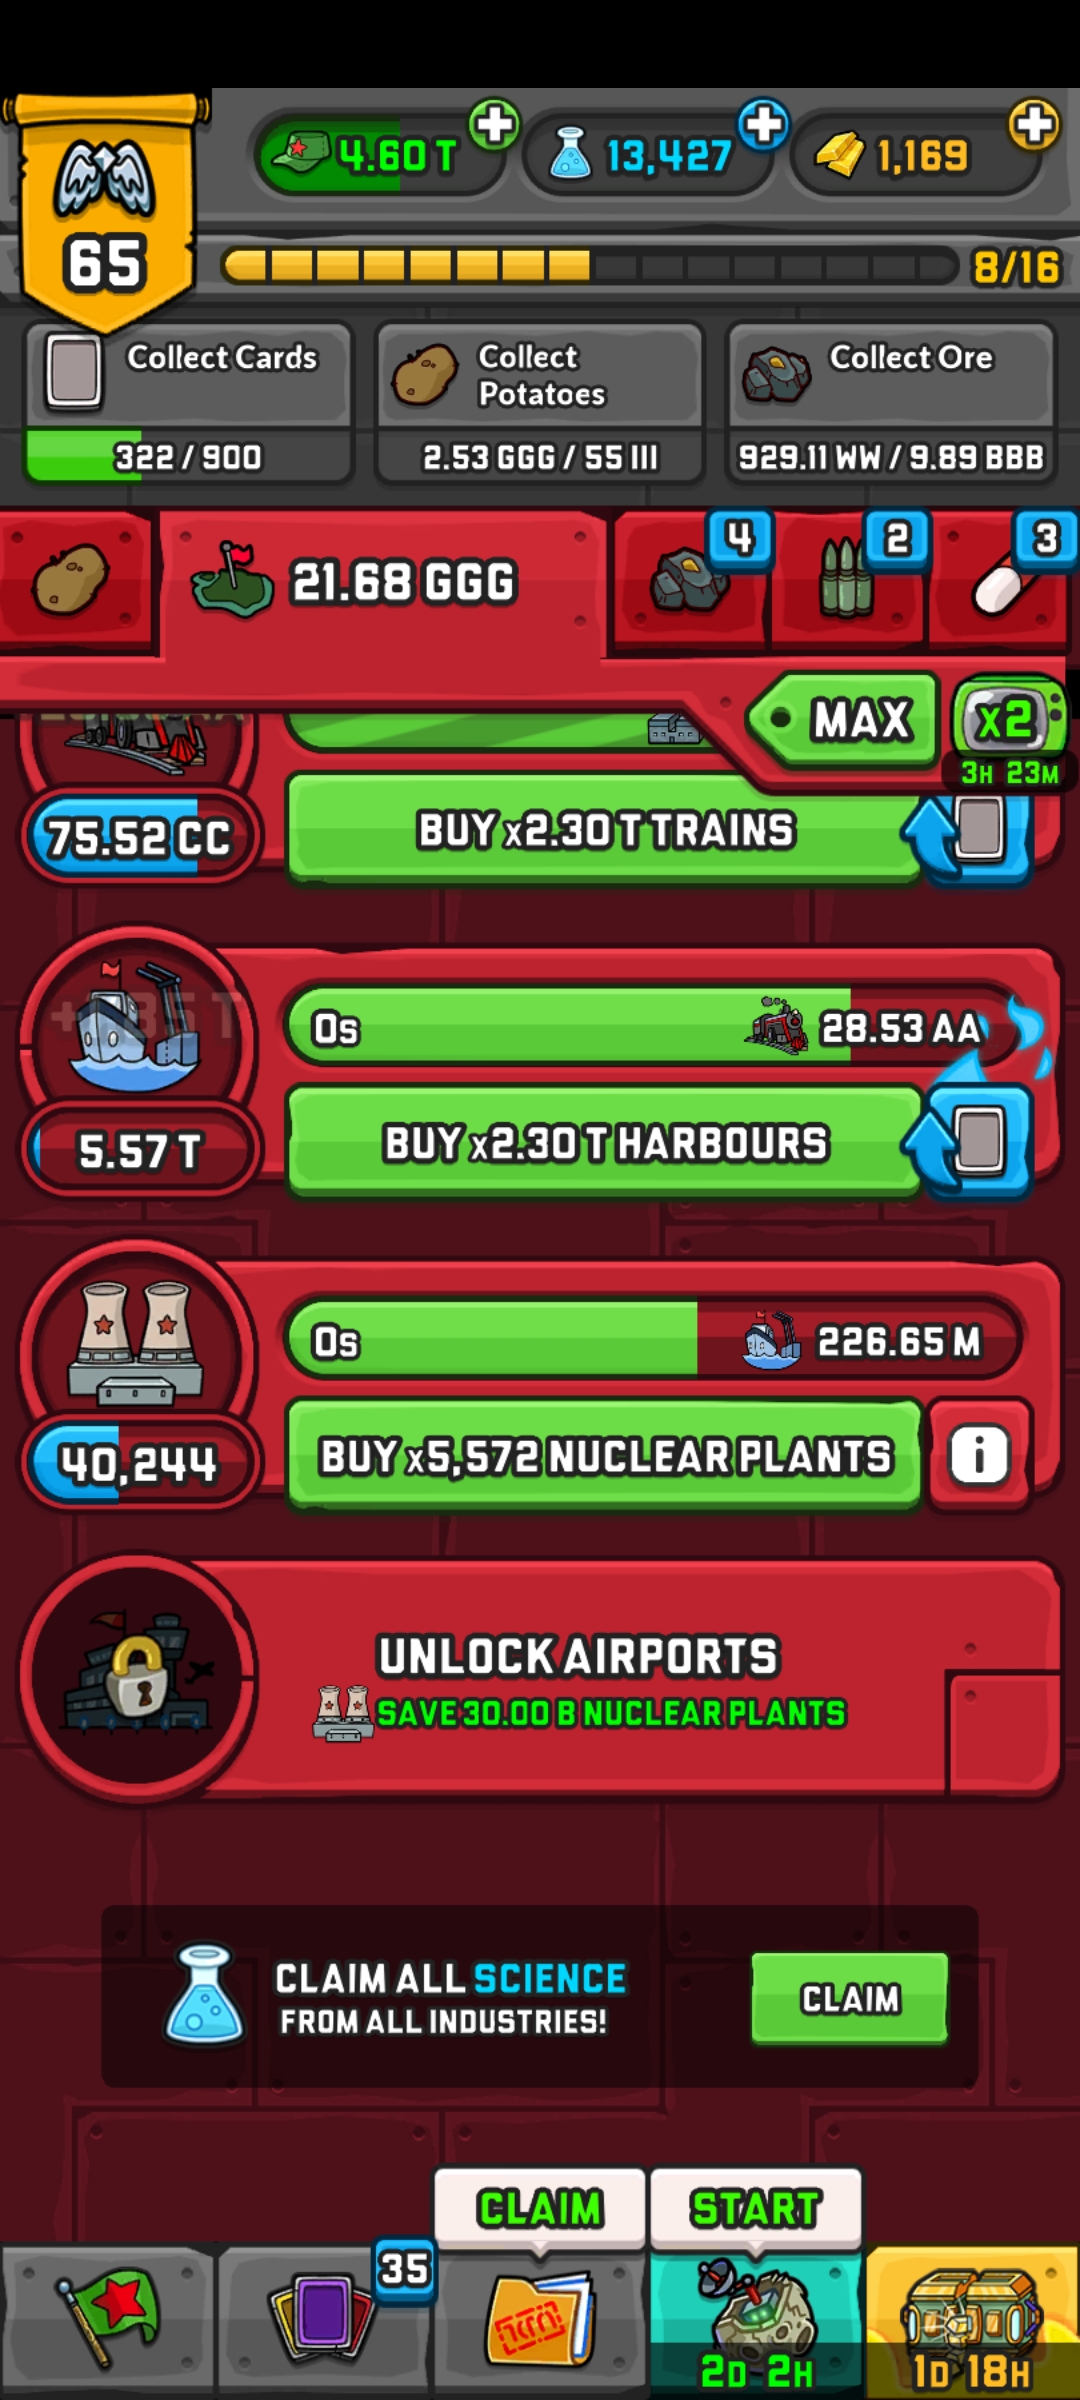 4.60 T
13,427
1,169
65
8/16
Collect Cards
322 / 900
Collect
Potatoes
2.53 GGG / 55 III
Collect Ore
929.11 WW / 9.89 BBB
21.68 GGG
4
2
3
MAX
x2
3H 23M
75.52 CC
BUY x2.30 T TRAINS
0s
28.53 AA
5.57 T
BUY x2.30 T HARBOURS
0s
226.65 M
40,244
BUY x5,572 NUCLEAR PLANTS
i
UNLOCK AIRPORTS
SAVE 30.00 B NUCLEAR PLANTS
CLAIM ALL SCIENCE
FROM ALL INDUSTRIES!
CLAIM
CLAIM
START
35
2D 2H
1D 18H